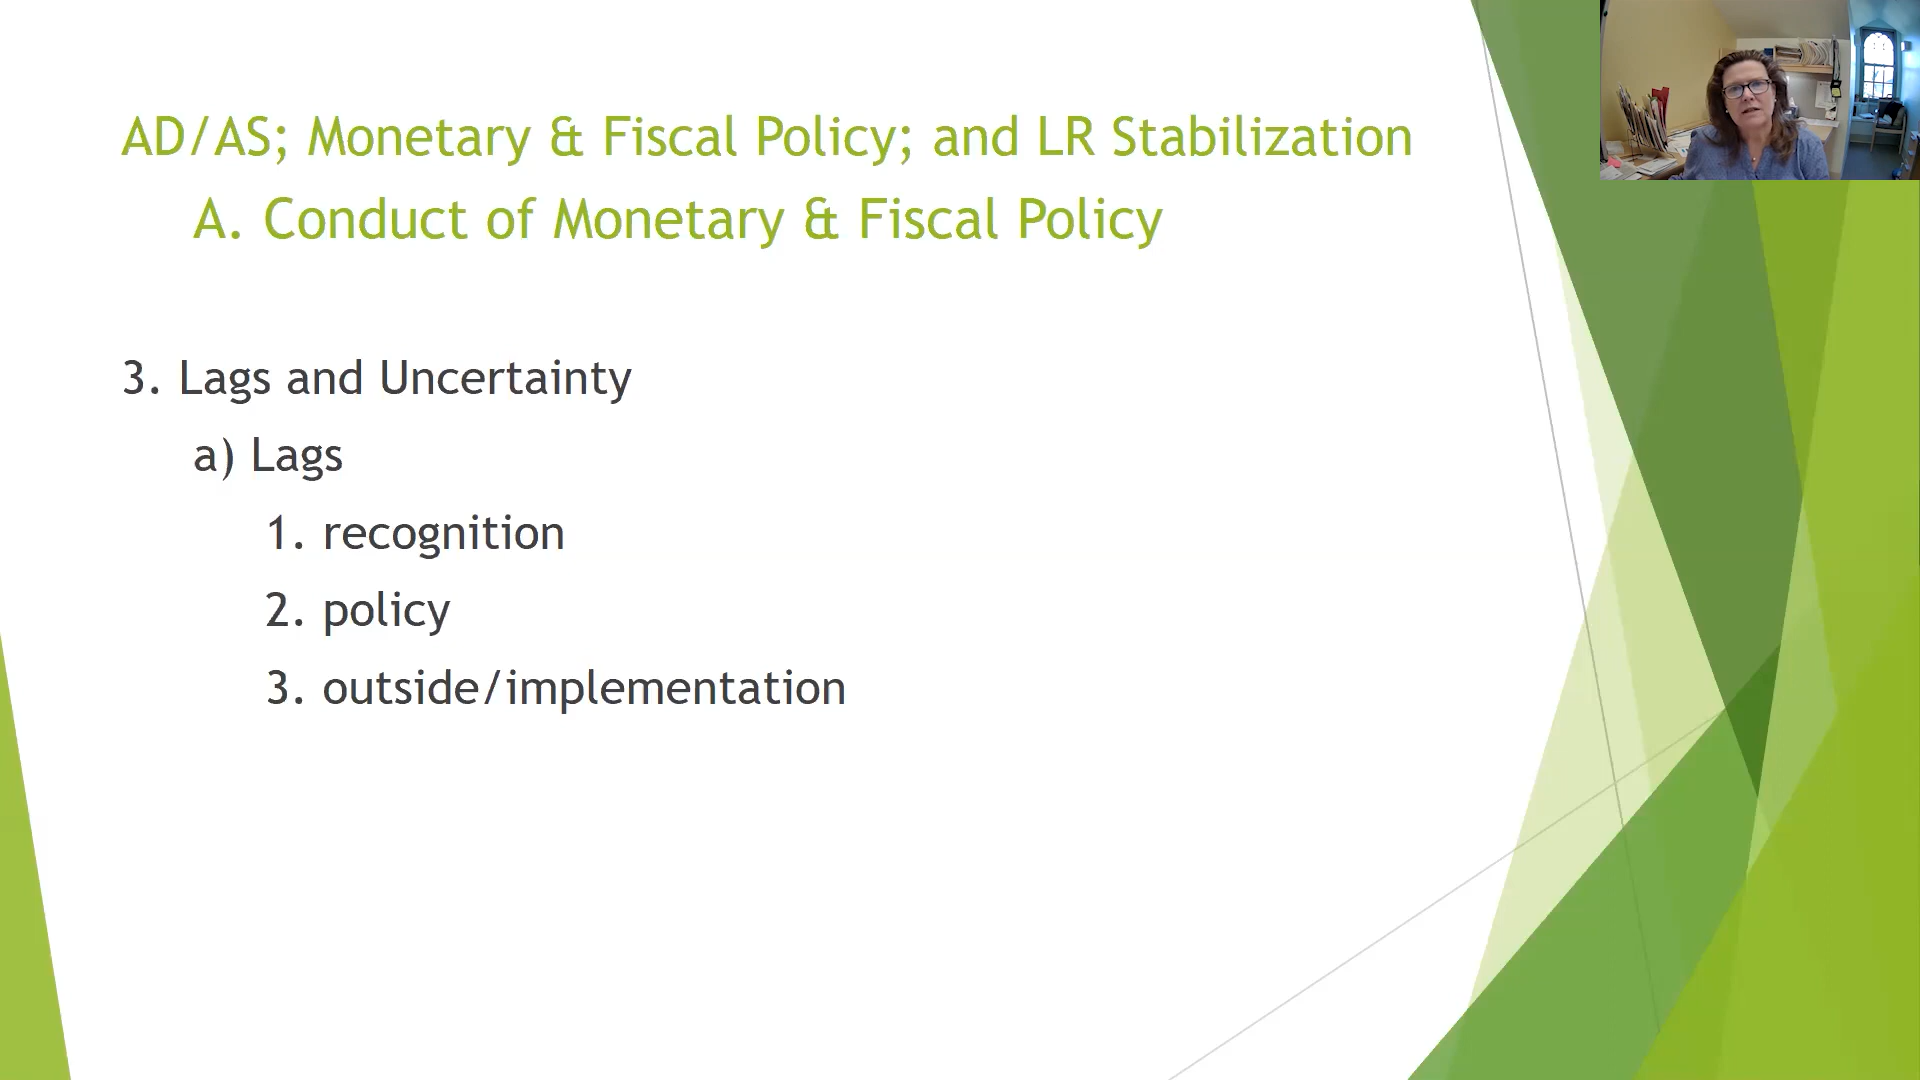 AD/AS; Monetary & Fiscal Policy; and LR Stabilization
A. Conduct of Monetary & Fiscal Policy
3. Lags and Uncertainty
a) Lags
1. recognition
2. policy
3. outside/implementation